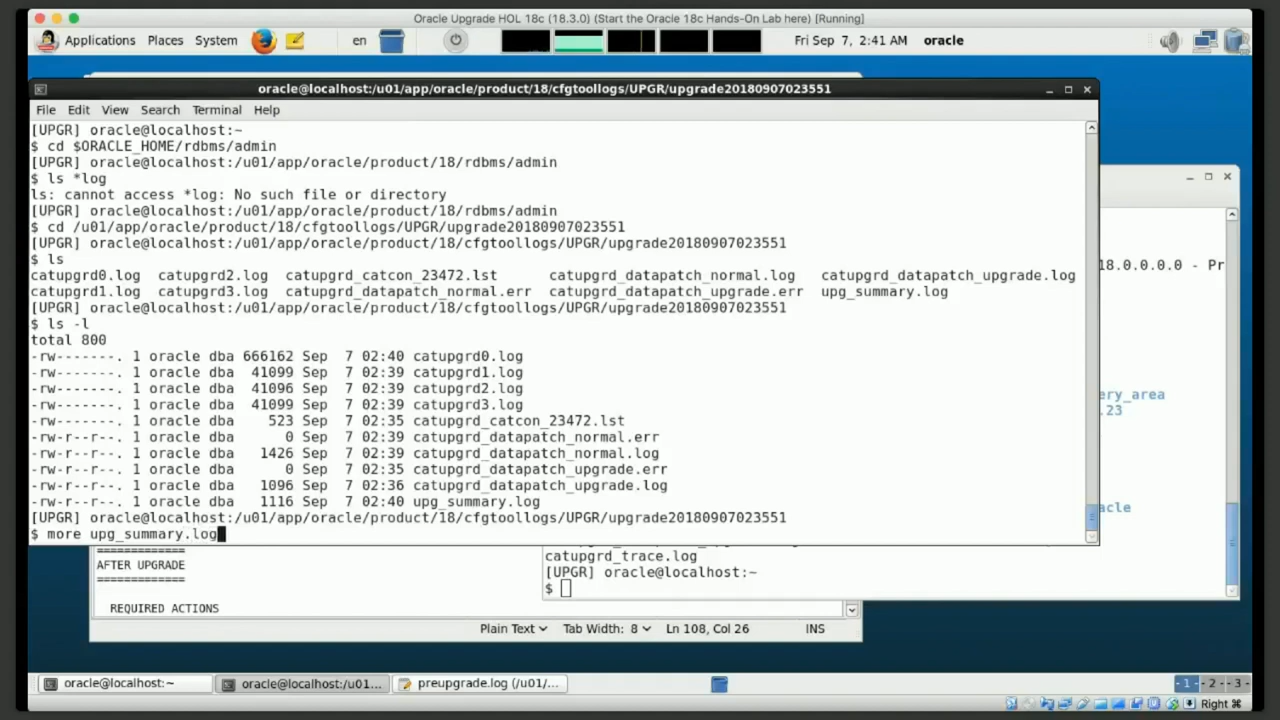 Oracle Upgrade HOL 18c (18.3.0) (Start the Oracle 18c Hands-On Lab here) [Running]
Applications Places System en Fri Sep 7, 2:41 AM oracle
oracle@localhost:/u01/app/oracle/product/18/cfgtoollogs/UPGR/upgrade20180907023551
File Edit View Search Terminal Help
[UPGR] oracle@localhost:~
$ cd $ORACLE_HOME/rdbms/admin
[UPGR] oracle@localhost:/u01/app/oracle/product/18/rdbms/admin
$ ls *log
ls: cannot access *log: No such file or directory
[UPGR] oracle@localhost:/u01/app/oracle/product/18/rdbms/admin
$ cd /u01/app/oracle/product/18/cfgtoollogs/UPGR/upgrade20180907023551
[UPGR] oracle@localhost:/u01/app/oracle/product/18/cfgtoollogs/UPGR/upgrade20180907023551
$ ls
catupgrd0.log catupgrd2.log catupgrd_catcon_23472.lst catupgrd_datapatch_normal.log catupgrd_datapatch_upgrade.log
catupgrd1.log catupgrd3.log catupgrd_datapatch_normal.err catupgrd_datapatch_upgrade.err upg_summary.log
[UPGR] oracle@localhost:/u01/app/oracle/product/18/cfgtoollogs/UPGR/upgrade20180907023551
$ ls -l
total 800
-rw-------. 1 oracle dba 666162 Sep 7 02:40 catupgrd0.log
-rw-------. 1 oracle dba 41099 Sep 7 02:39 catupgrd1.log
-rw-------. 1 oracle dba 41096 Sep 7 02:39 catupgrd2.log
-rw-------. 1 oracle dba 41099 Sep 7 02:39 catupgrd3.log
-rw-------. 1 oracle dba 523 Sep 7 02:35 catupgrd_catcon_23472.lst
-rw-r--r--. 1 oracle dba 0 Sep 7 02:39 catupgrd_datapatch_normal.err
-rw-r--r--. 1 oracle dba 1426 Sep 7 02:39 catupgrd_datapatch_normal.log
-rw-r--r--. 1 oracle dba 0 Sep 7 02:35 catupgrd_datapatch_upgrade.err
-rw-r--r--. 1 oracle dba 1096 Sep 7 02:36 catupgrd_datapatch_upgrade.log
-rw-r--r--. 1 oracle dba 1116 Sep 7 02:40 upg_summary.log
[UPGR] oracle@localhost:/u01/app/oracle/product/18/cfgtoollogs/UPGR/upgrade20180907023551
$ more upg_summary.log
18.0.0.0.0 - Pr
ery_area
.23
acle
catupgrd_trace.log
[UPGR] oracle@localhost:~
$
=============
AFTER UPGRADE
=============
REQUIRED ACTIONS
Plain Text Tab Width: 8 Ln 108, Col 26 INS
oracle@localhost:~ oracle@localhost:/u01... preupgrade.log (/u01/... - 1 - 2 - 3 -
Right ⌘